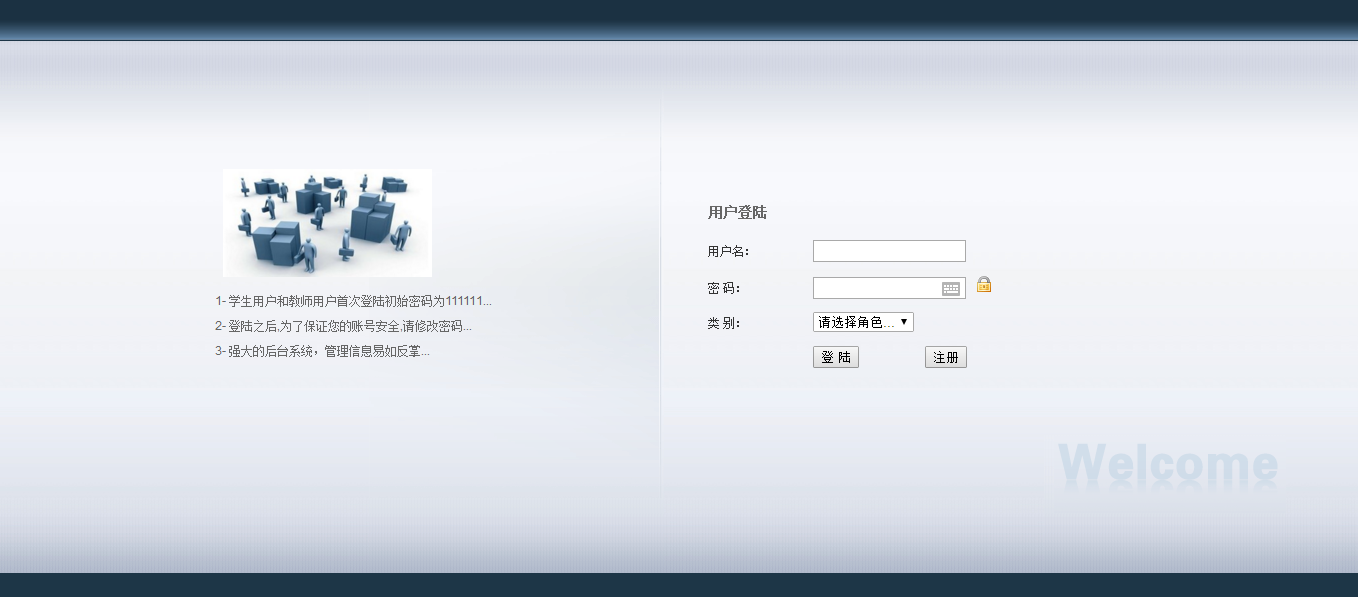 1- 学生用户和教师用户首次登陆初始密码为111111...
2- 登陆之后,为了保证您的账号安全,请修改密码...
3- 强大的后台系统，管理信息易如反掌...
用户登陆
用户名：
密 码：
类 别：
请选择角色...
登 陆 注册
Welcome